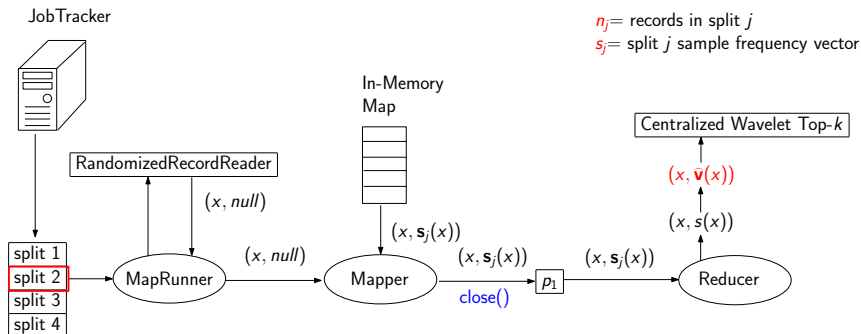 JobTracker
n_j= records in split j
s_j= split j sample frequency vector
In-Memory
Map
Centralized Wavelet Top-k
RandomizedRecordReader
(x, v̂(x))
(x, null)
(x, s_j(x))
(x, s(x))
split 1
split 2
split 3
split 4
MapRunner
(x, null)
Mapper
(x, s_j(x))
close()
p_1
(x, s_j(x))
Reducer